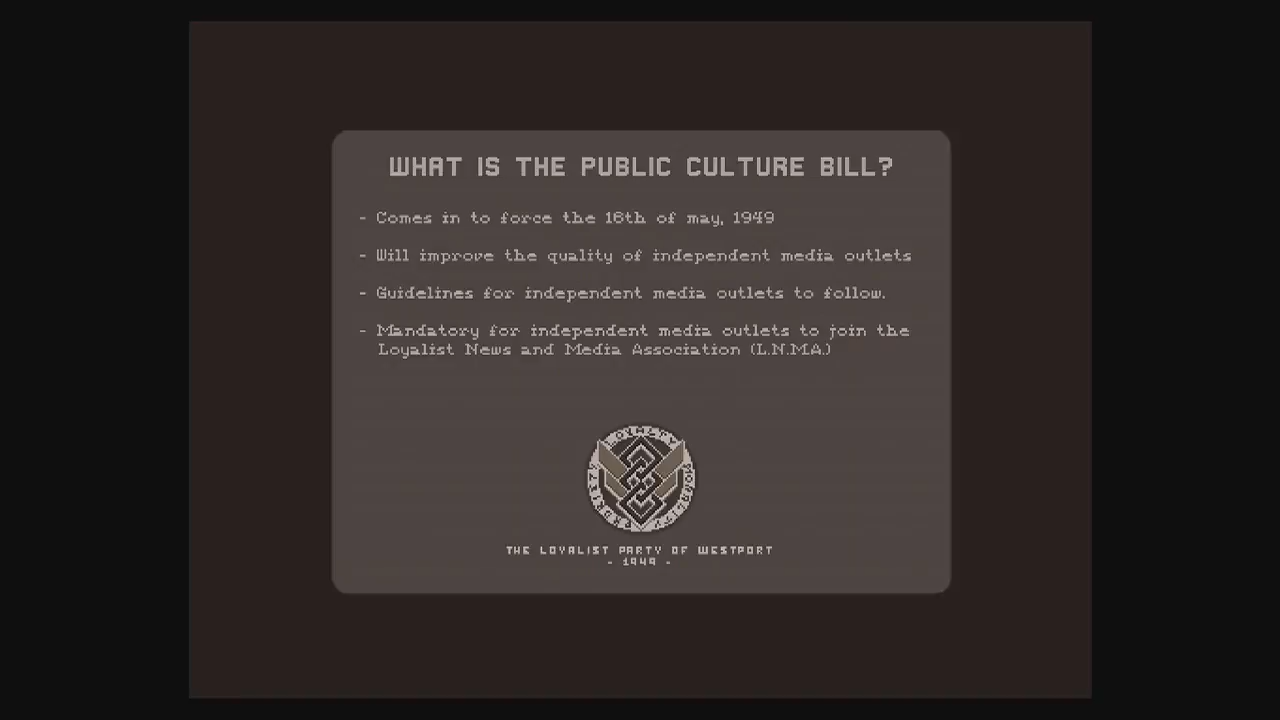 WHAT IS THE PUBLIC CULTURE BILL?
- Comes in to force the 16th of may, 1949
- Will improve the quality of independent media outlets
- Guidelines for independent media outlets to follow.
- Mandatory for independent media outlets to join the
Loyalist News and Media Association (L.N.M.A.)
LOYALTY
THE LOYALIST PARTY OF WESTPORT
- 1949 -